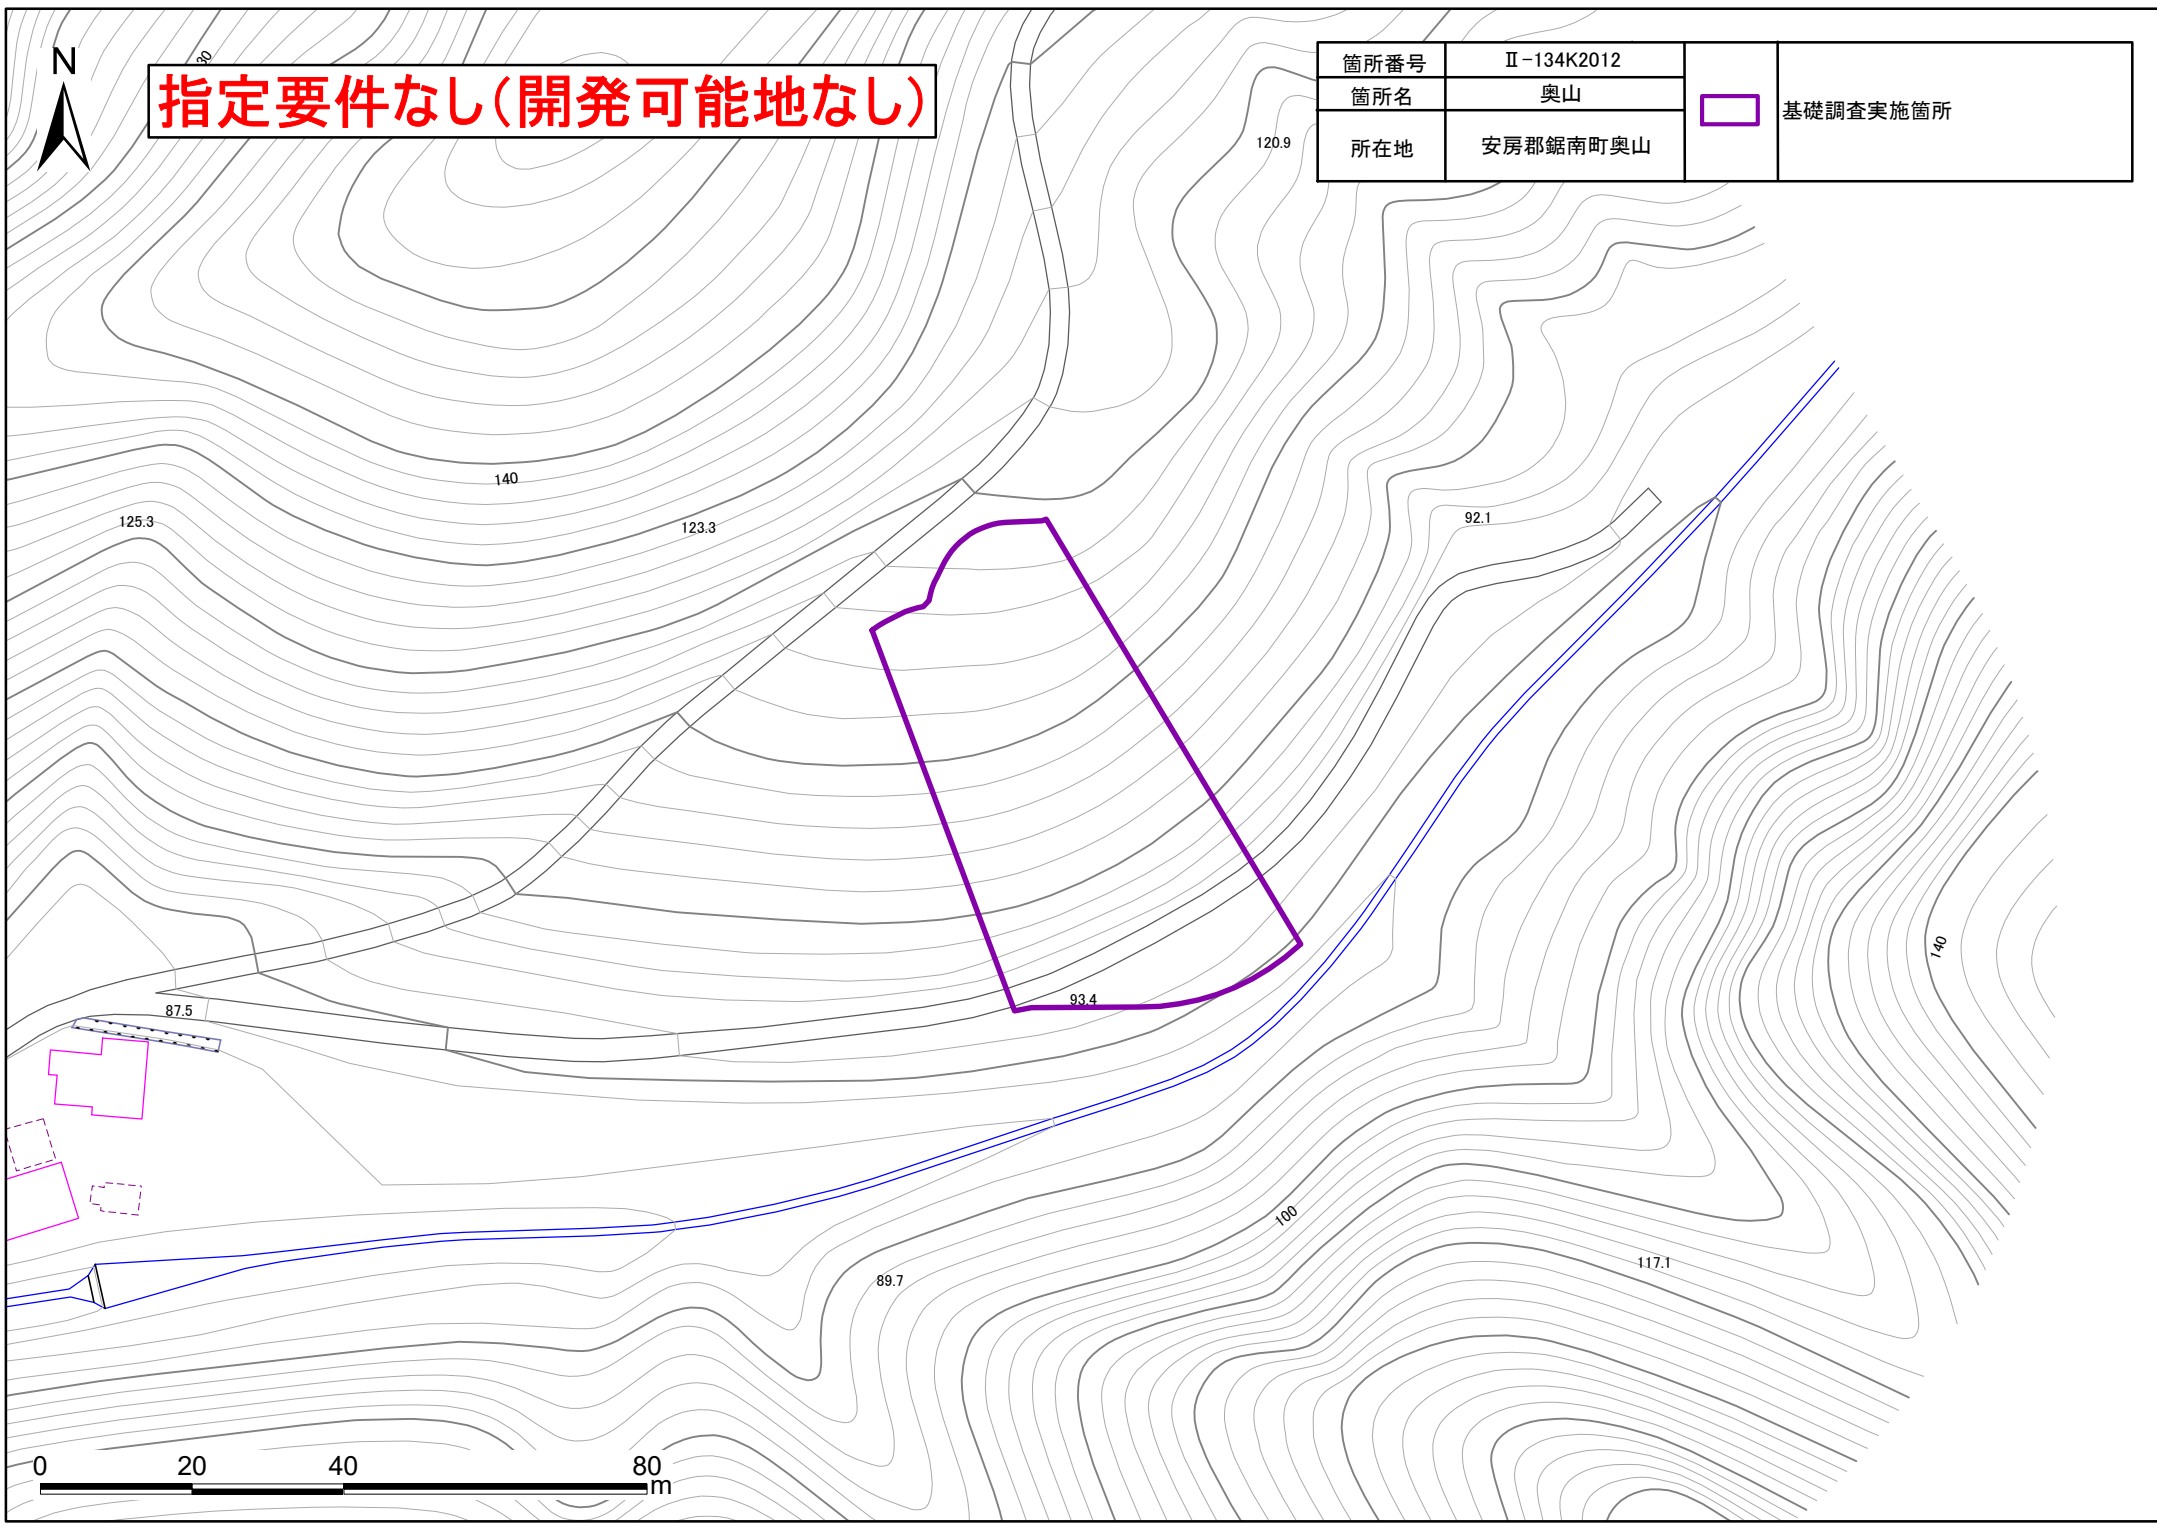 N
30
指定要件なし(開発可能地なし)
箇所番号 Ⅱ-134K2012
箇所名 奥山
所在地 安房郡鋸南町奥山
基礎調査実施箇所
120.9
140
125.3
123.3
92.1
140
93.4
87.5
100
117.1
89.7
0 20 40 80
m